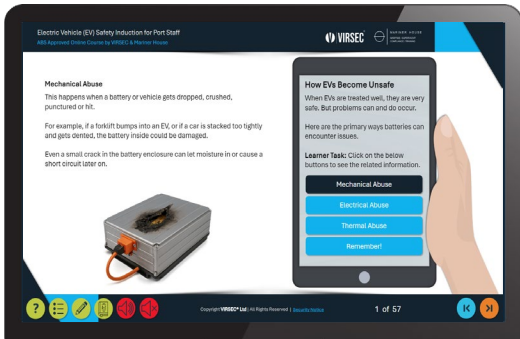 Electric Vehicle (EV) Safety Induction for Port Staff
ABS Approved Online Course by VIRSEC & Mariner House
VIRSEC
MARINER HOUSE
Mechanical Abuse
This happens when a battery or vehicle gets dropped, crushed,
punctured or hit.
For example, if a forklift bumps into an EV, or if a car is stacked too tightly
and gets dented, the battery inside could be damaged.
Even a small crack in the battery enclosure can let moisture in or cause a
short circuit later on.
How EVs Become Unsafe
When EVs are treated well, they are very
safe. But problems can and do occur.
Here are the primary ways batteries can
encounter issues.
Learner Task: Click on the below
buttons to see the related information.
Mechanical Abuse
Electrical Abuse
Thermal Abuse
Remember!
?
Copyright VIRSEC® Ltd | All Rights Reserved | Security Notice
1 of 57